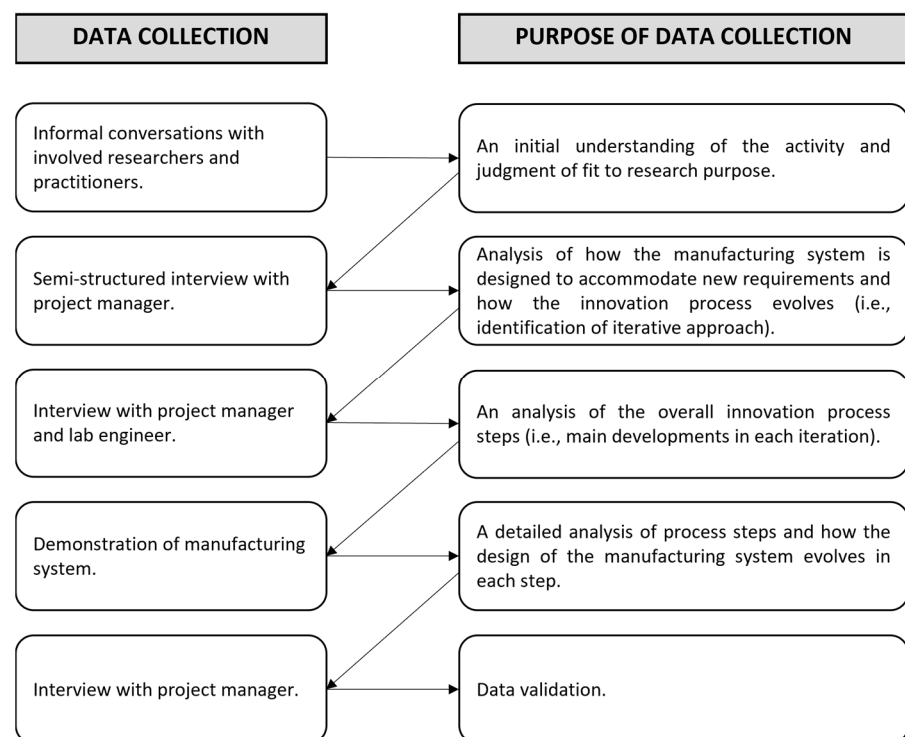 DATA COLLECTION
PURPOSE OF DATA COLLECTION
Informal conversations with
involved researchers and
practitioners.
An initial understanding of the activity and
judgment of fit to research purpose.
Semi-structured interview with
project manager.
Analysis of how the manufacturing system is
designed to accommodate new requirements and
how the innovation process evolves (i.e.,
identification of iterative approach).
Interview with project manager
and lab engineer.
An analysis of the overall innovation process
steps (i.e., main developments in each iteration).
Demonstration of manufacturing
system.
A detailed analysis of process steps and how the
design of the manufacturing system evolves in
each step.
Interview with project manager.
Data validation.